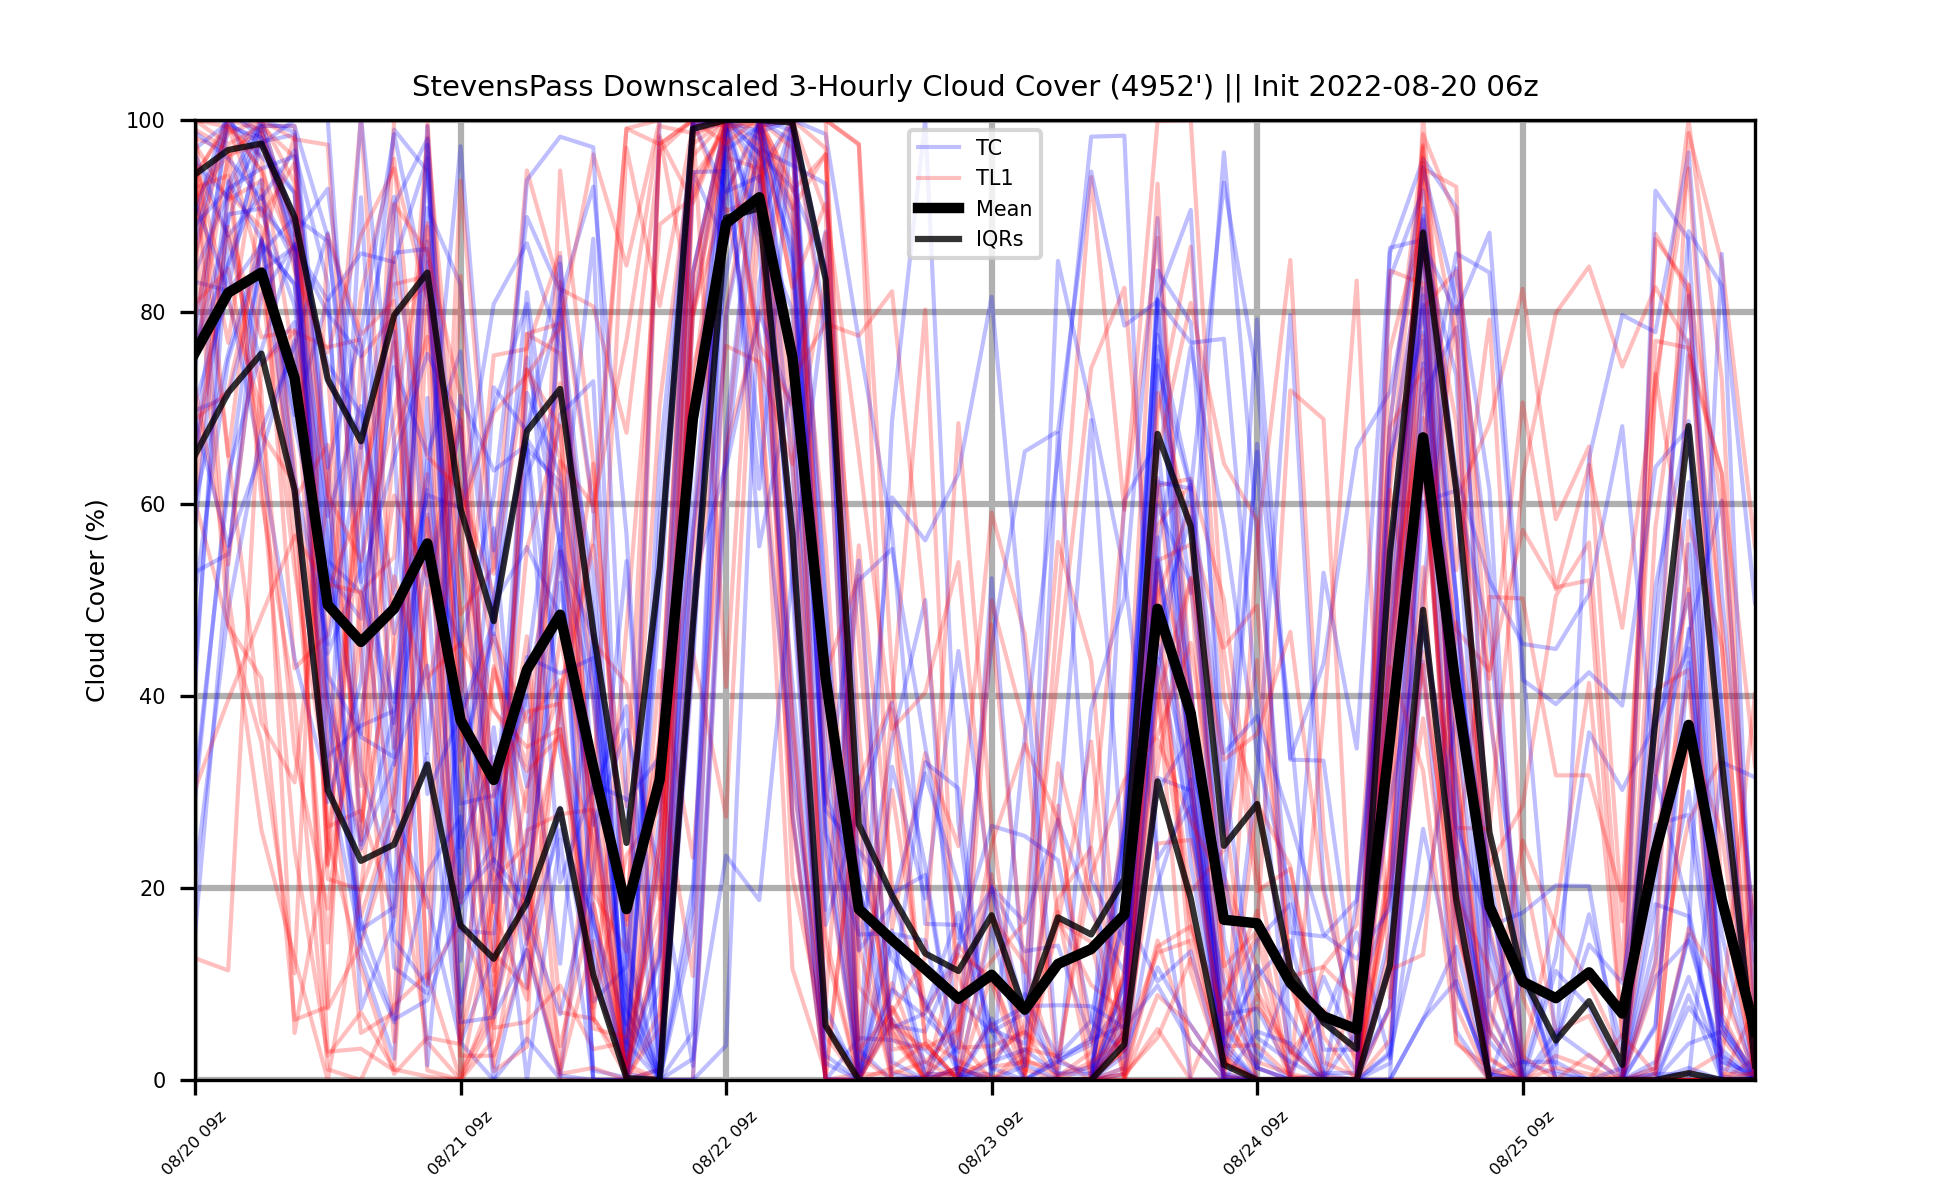 StevensPass Downscaled 3-Hourly Cloud Cover (4952') || Init 2022-08-20 06z
TC
TL1
Mean
IQRs
Cloud Cover (%)
100
80
60
40
20
0
08/20 09z
08/21 09z
08/22 09z
08/23 09z
08/24 09z
08/25 09z